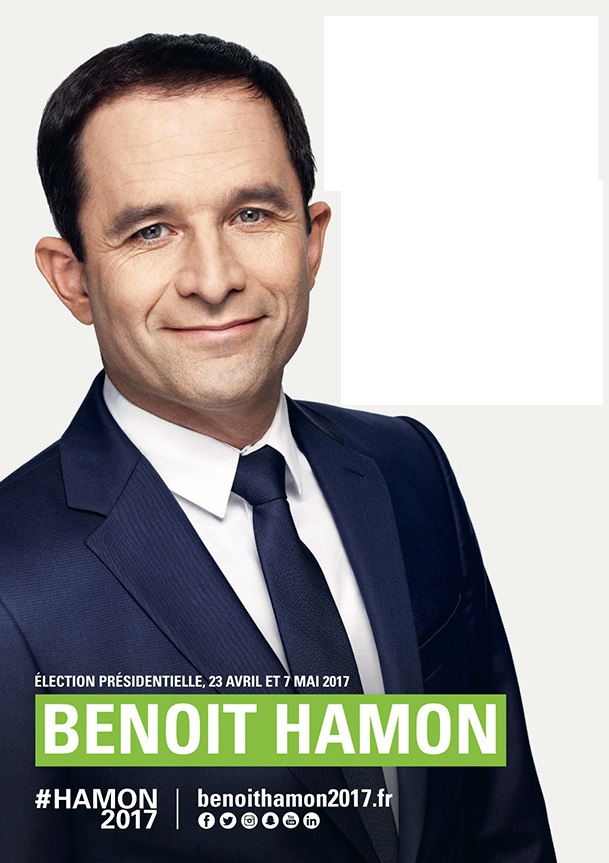 ÉLECTION PRÉSIDENTIELLE, 23 AVRIL ET 7 MAI 2017
BENOIT HAMON
#HAMON
2017
benoithamon2017.fr